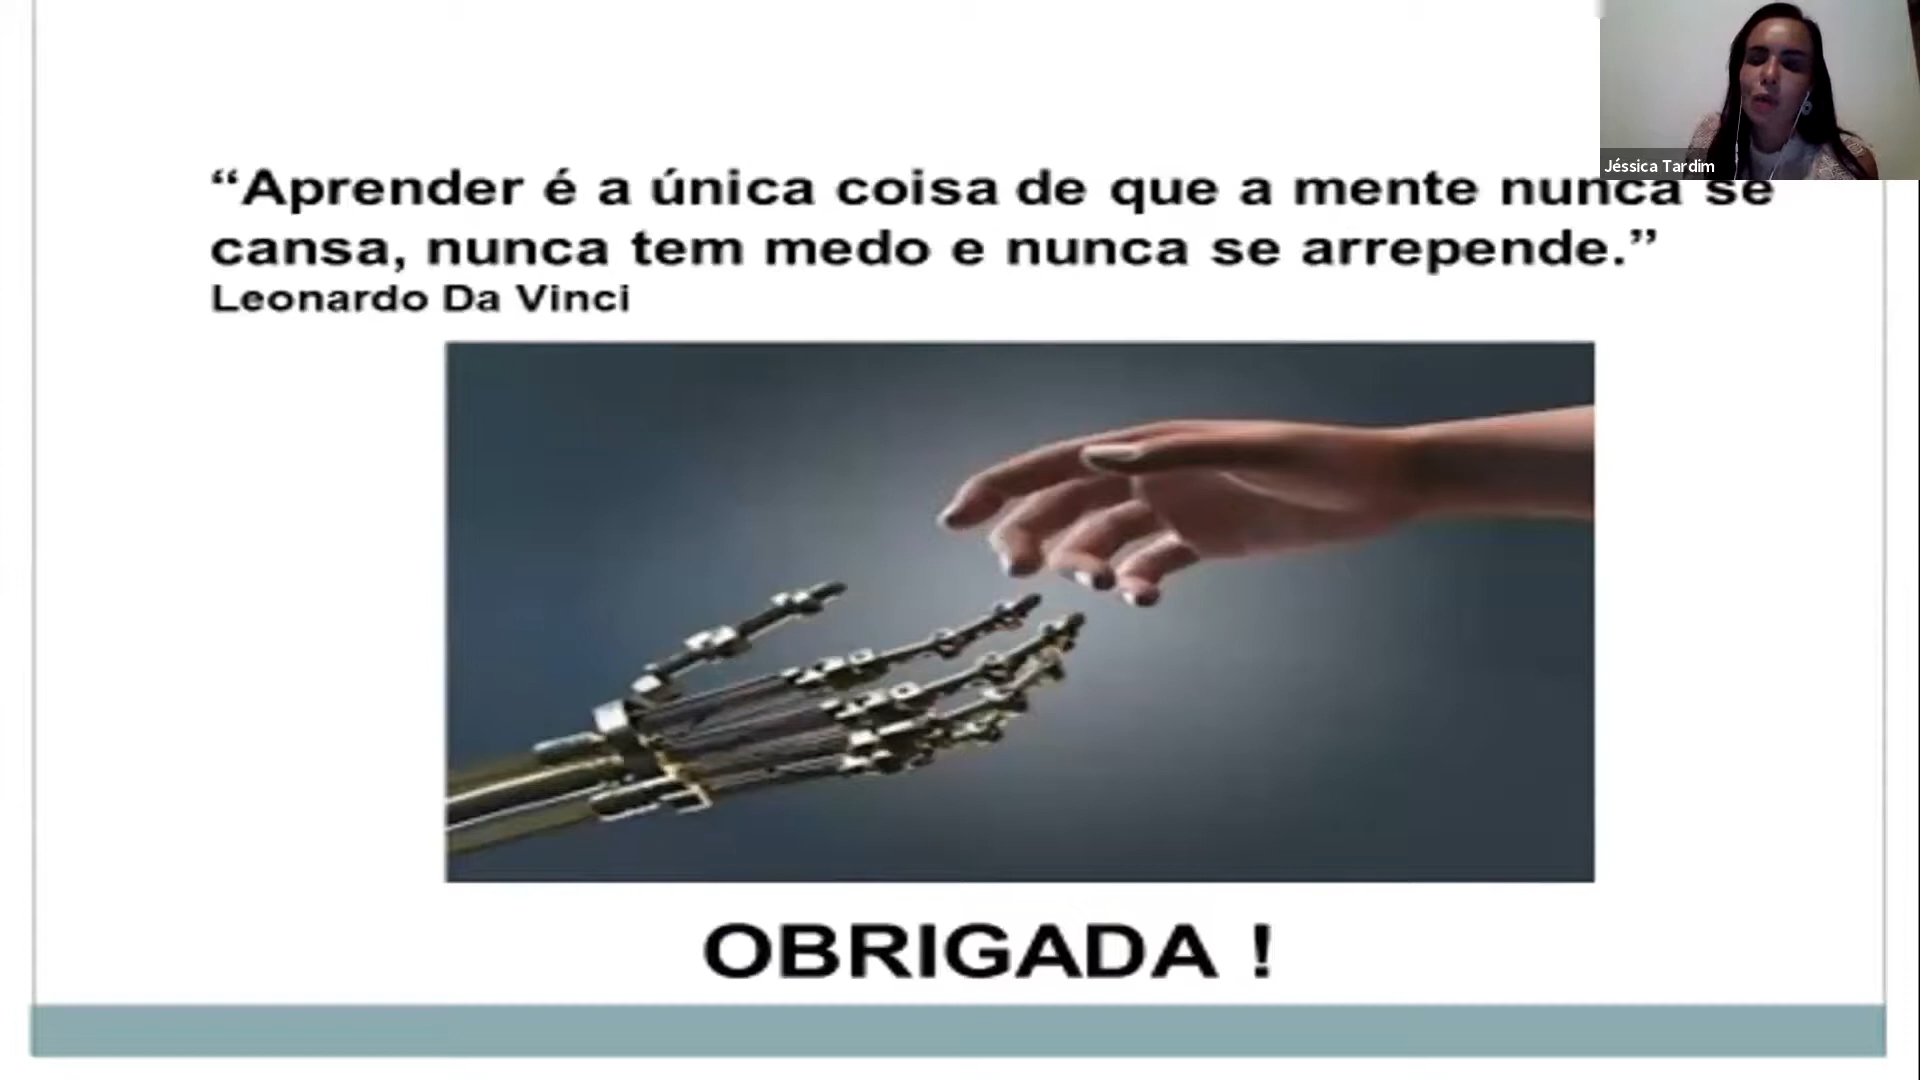 Jéssica Tardim
“Aprender é a única coisa de que a mente nunca se
cansa, nunca tem medo e nunca se arrepende.”
Leonardo Da Vinci
OBRIGADA !